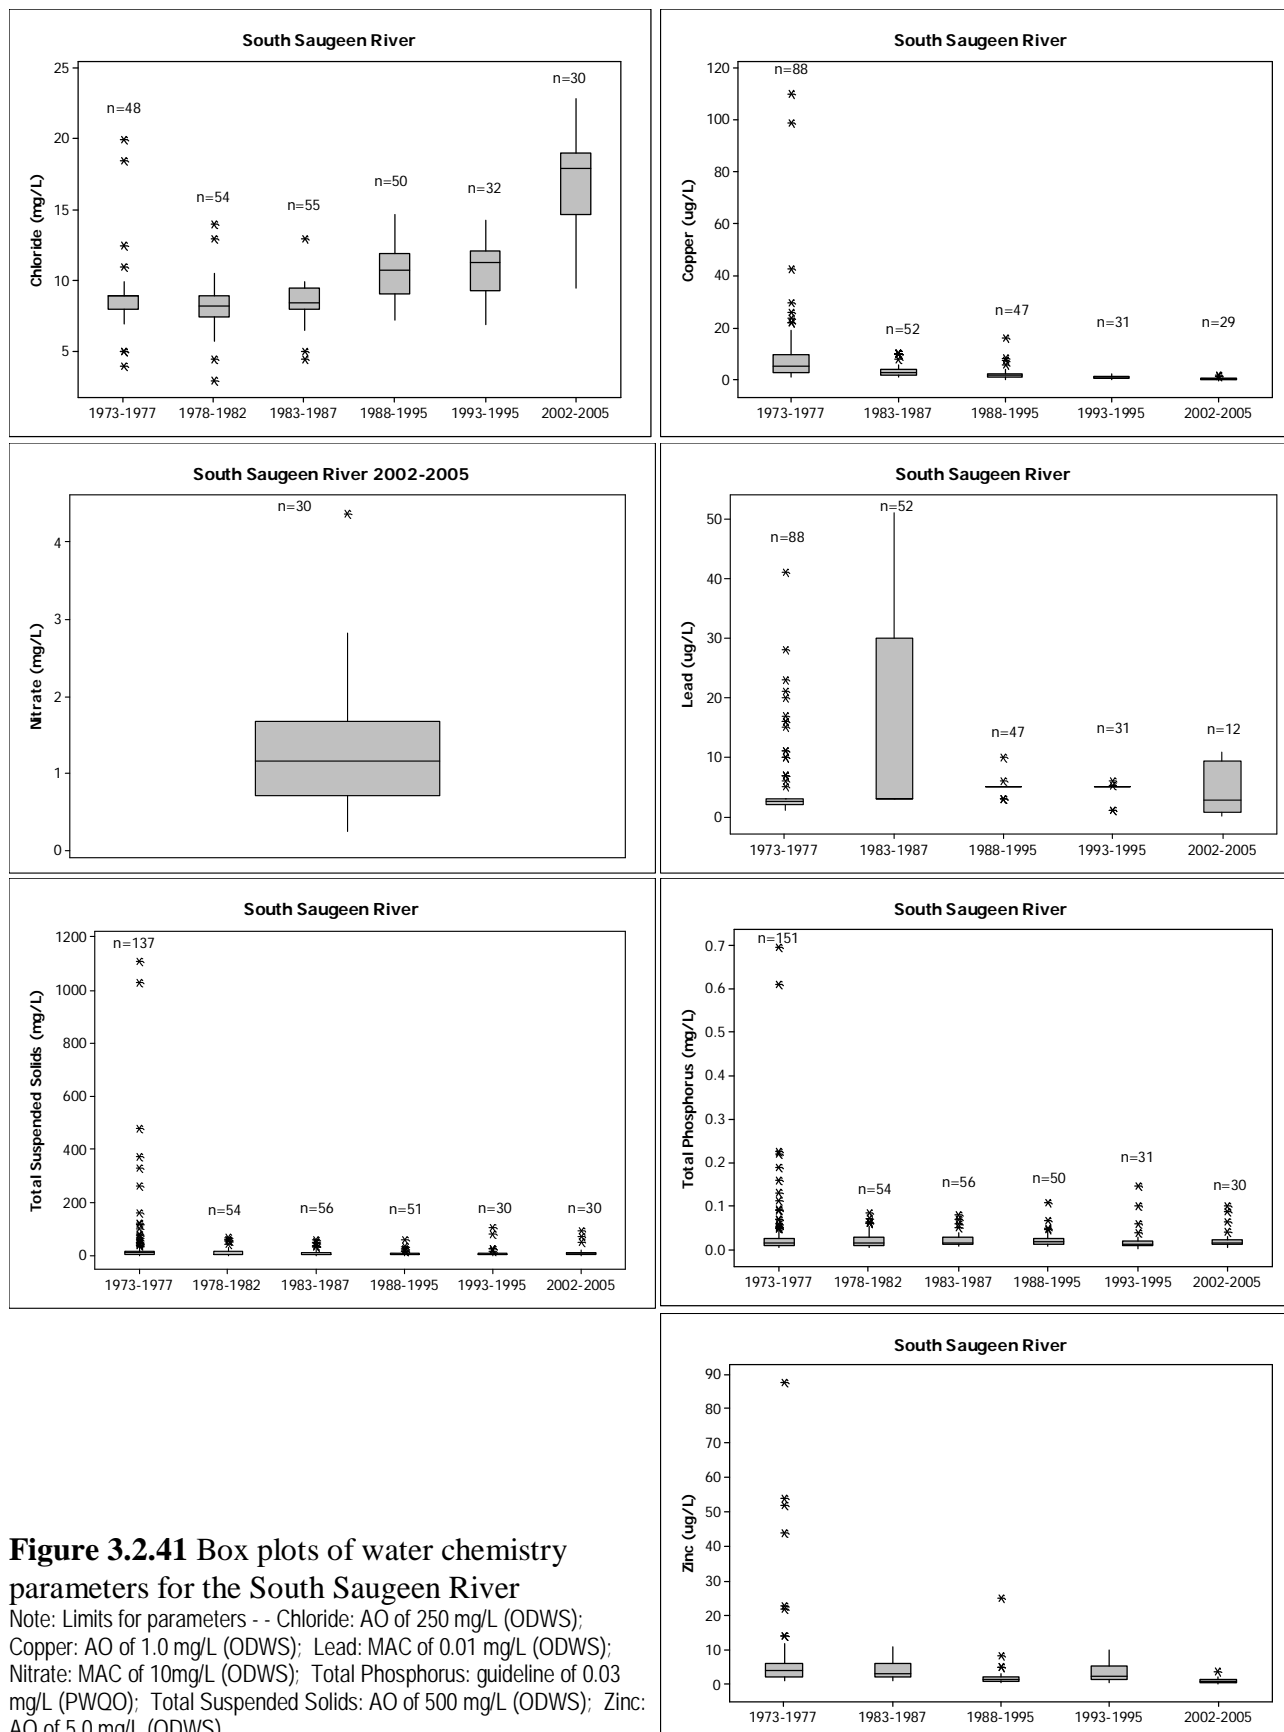 South Saugeen River
Chloride (mg/L)
25
20
15
10
5
n=48
n=54
n=55
n=50
n=32
n=30
1973-1977 1978-1982 1983-1987 1988-1995 1993-1995 2002-2005
South Saugeen River
Copper (ug/L)
120
100
80
60
40
20
0
n=88
n=52
n=47
n=31
n=29
1973-1977 1983-1987 1988-1995 1993-1995 2002-2005
South Saugeen River 2002-2005
Nitrate (mg/L)
4
3
2
1
0
n=30
South Saugeen River
Lead (ug/L)
50
40
30
20
10
0
n=88
n=52
n=47
n=31
n=12
1973-1977 1983-1987 1988-1995 1993-1995 2002-2005
South Saugeen River
Total Suspended Solids (mg/L)
1200
1000
800
600
400
200
0
n=137
n=54
n=56
n=51
n=30
n=30
1973-1977 1978-1982 1983-1987 1988-1995 1993-1995 2002-2005
South Saugeen River
Total Phosphorus (mg/L)
0.7
0.6
0.5
0.4
0.3
0.2
0.1
0.0
n=151
n=54
n=56
n=50
n=31
n=30
1973-1977 1978-1982 1983-1987 1988-1995 1993-1995 2002-2005
South Saugeen River
Zinc (ug/L)
90
80
70
60
50
40
30
20
10
0
1973-1977 1983-1987 1988-1995 1993-1995 2002-2005
Figure 3.2.41 Box plots of water chemistry
parameters for the South Saugeen River
Note: Limits for parameters - - Chloride: AO of 250 mg/L (ODWS);
Copper: AO of 1.0 mg/L (ODWS); Lead: MAC of 0.01 mg/L (ODWS);
Nitrate: MAC of 10mg/L (ODWS); Total Phosphorus: guideline of 0.03
mg/L (PWQO); Total Suspended Solids: AO of 500 mg/L (ODWS); Zinc:
AO of 5.0 mg/L (ODWS)